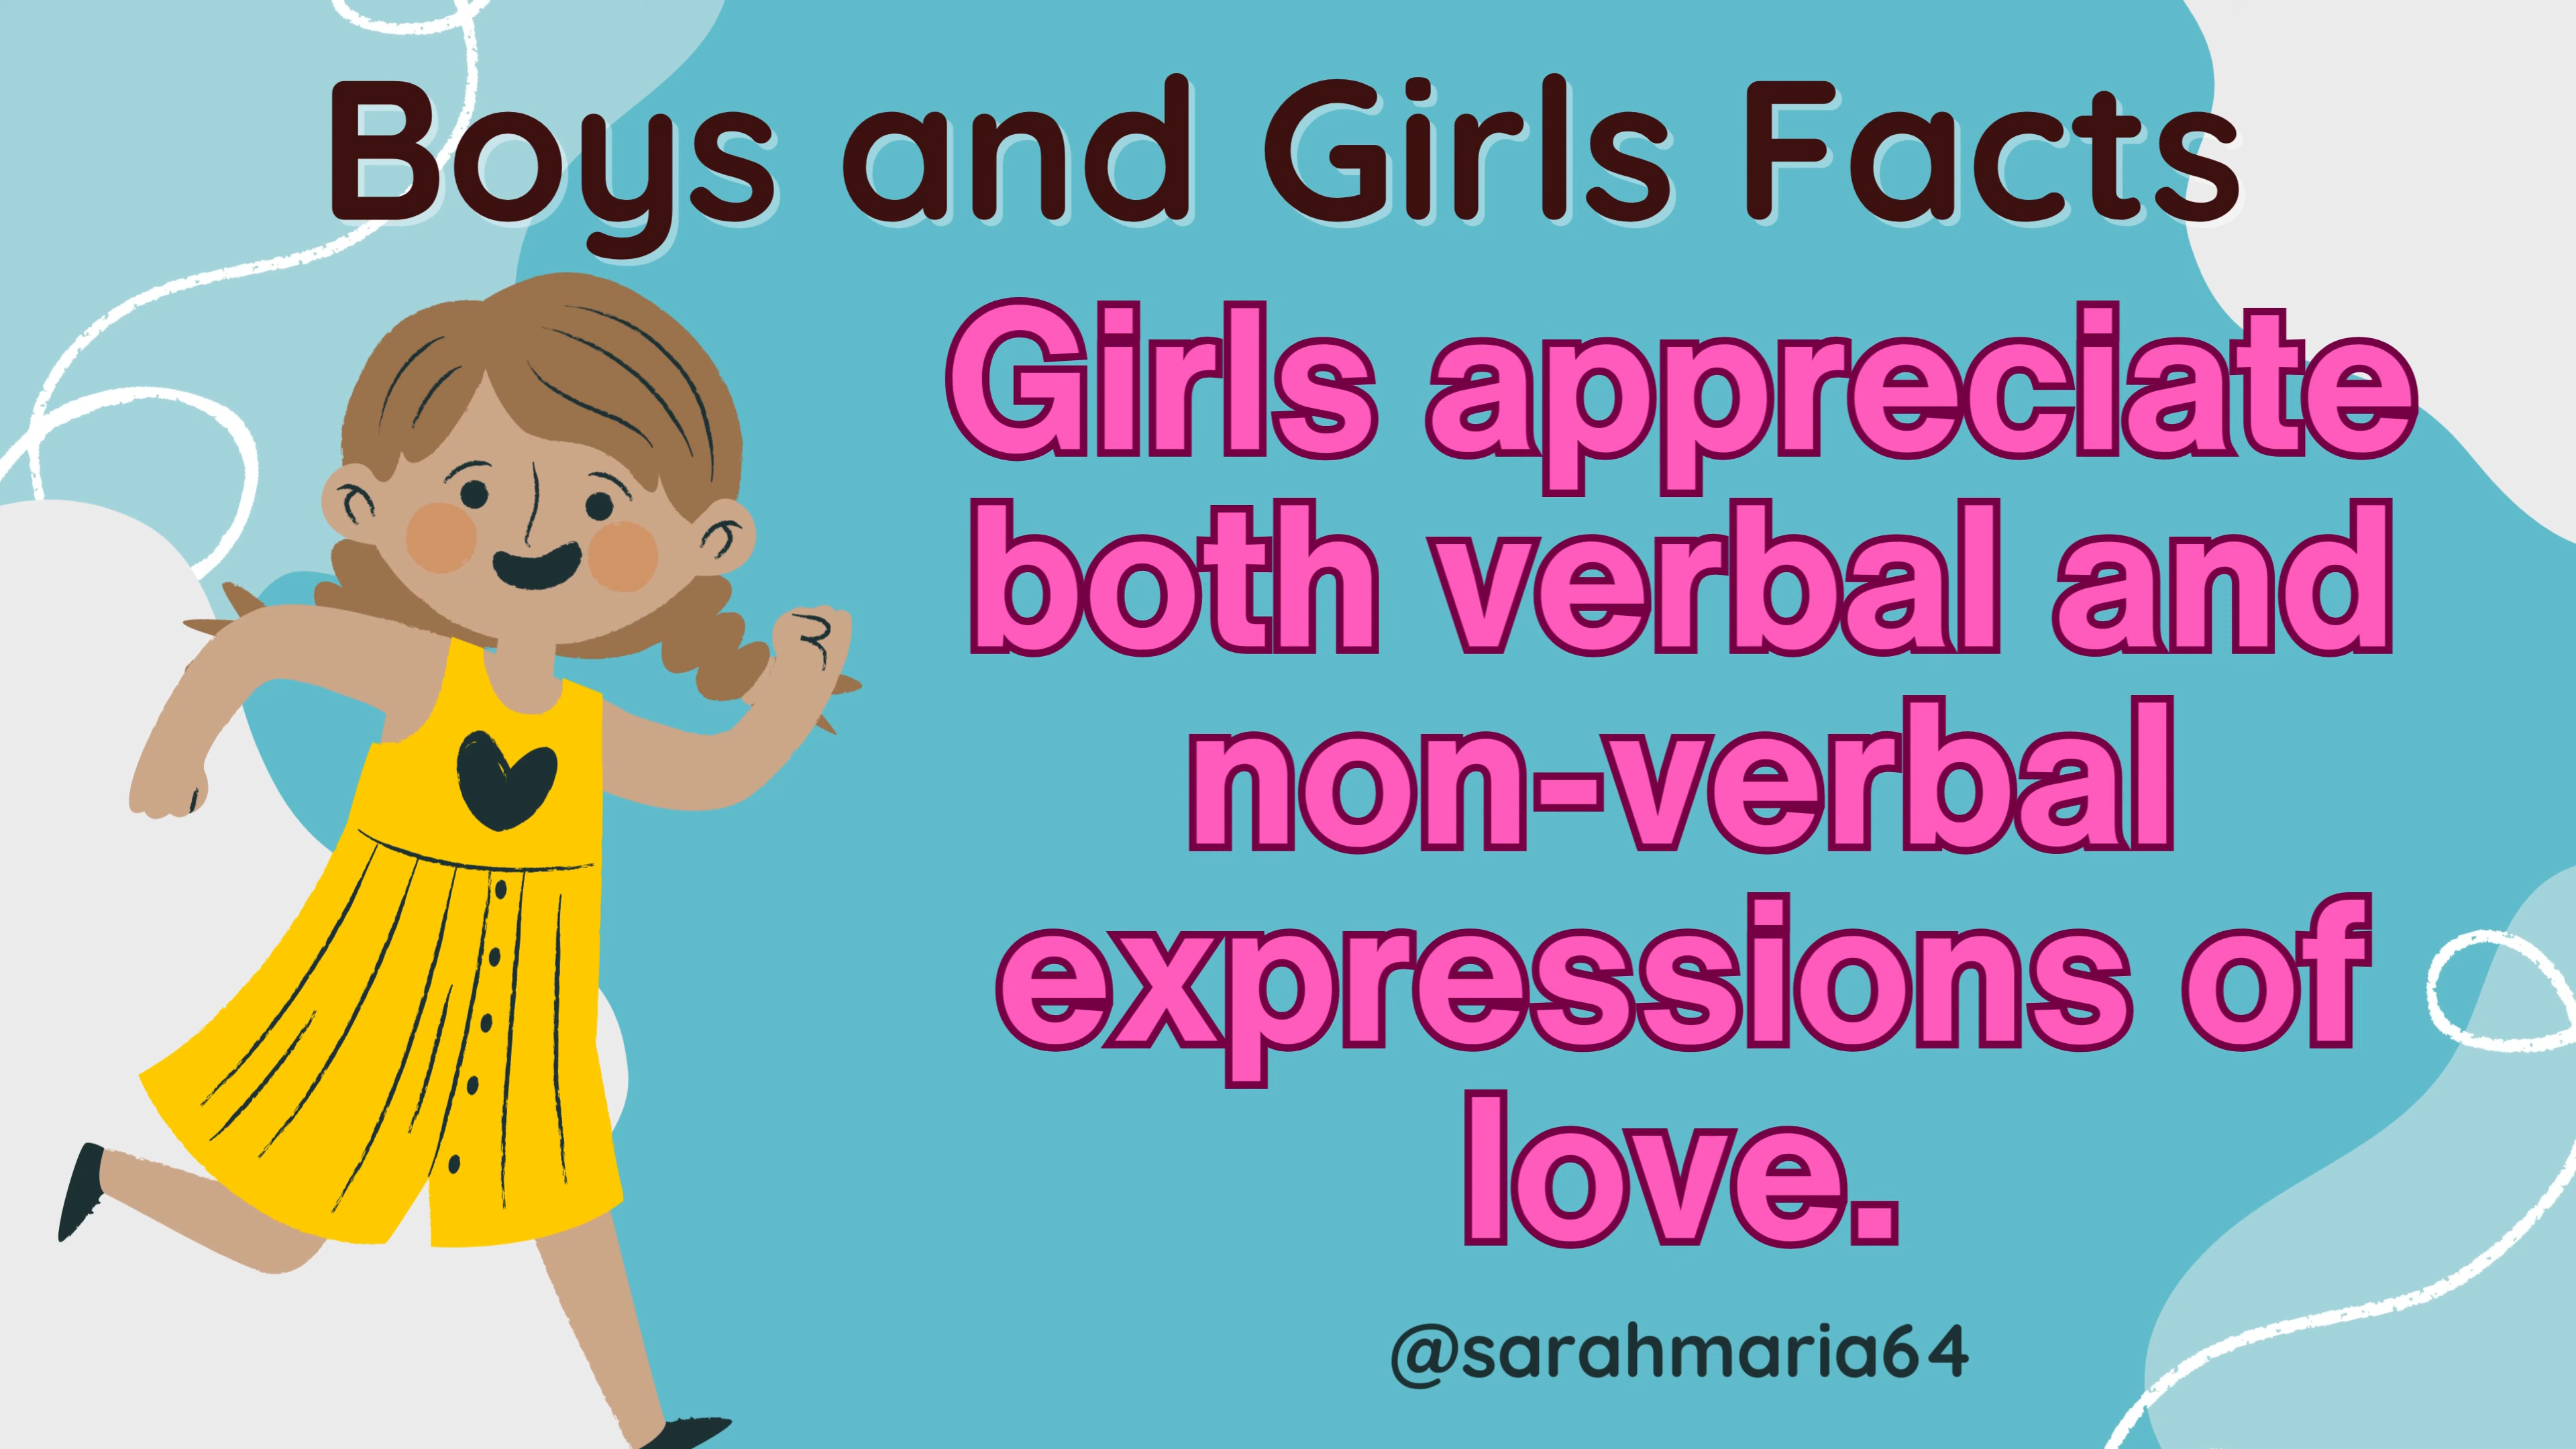 Boys and Girls Facts
Girls appreciate
both verbal and
non-verbal
expressions of
love.
@sarahmaria64